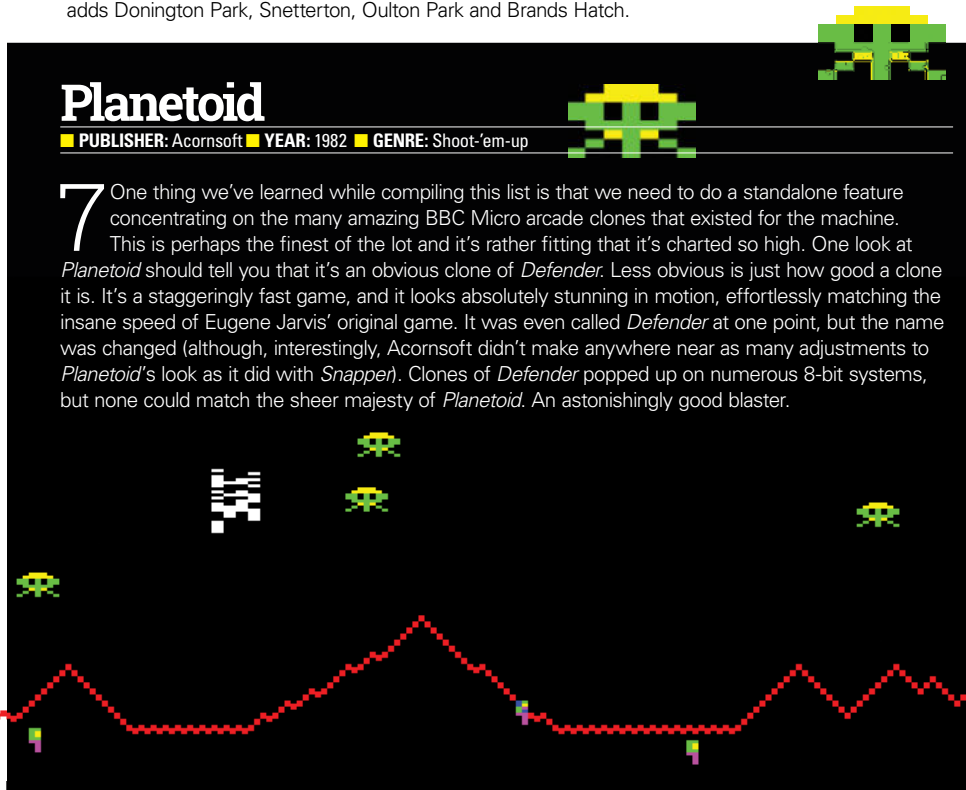 adds Donington Park, Snetterton, Oulton Park and Brands Hatch.
Planetoid
■ PUBLISHER: Acornsoft ■ YEAR: 1982 ■ GENRE: Shoot-'em-up
7 One thing we've learned while compiling this list is that we need to do a standalone feature
concentrating on the many amazing BBC Micro arcade clones that existed for the machine.
This is perhaps the finest of the lot and it's rather fitting that it's charted so high. One look at
Planetoid should tell you that it's an obvious clone of Defender. Less obvious is just how good a clone
it is. It's a staggeringly fast game, and it looks absolutely stunning in motion, effortlessly matching the
insane speed of Eugene Jarvis' original game. It was even called Defender at one point, but the name
was changed (although, interestingly, Acornsoft didn't make anywhere near as many adjustments to
Planetoid's look as it did with Snapper). Clones of Defender popped up on numerous 8-bit systems,
but none could match the sheer majesty of Planetoid. An astonishingly good blaster.